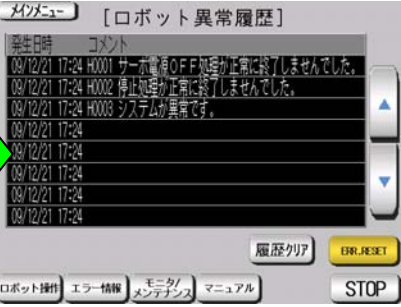 メインメニュー
[ロボット異常履歴]
発生日時 コメント
09/12/21 17:24 H0001 サーボ電源OFF処理が正常に終了しませんでした。
09/12/21 17:24 H0002 停止処理が正常に終了しませんでした。
09/12/21 17:24 H0003 システムが異常です。
09/12/21 17:24
09/12/21 17:24
09/12/21 17:24
09/12/21 17:24
09/12/21 17:24
履歴クリア
ERR.RESET
ロボット操作
エラー情報
モニタ/
メンテナンス
マニュアル
STOP